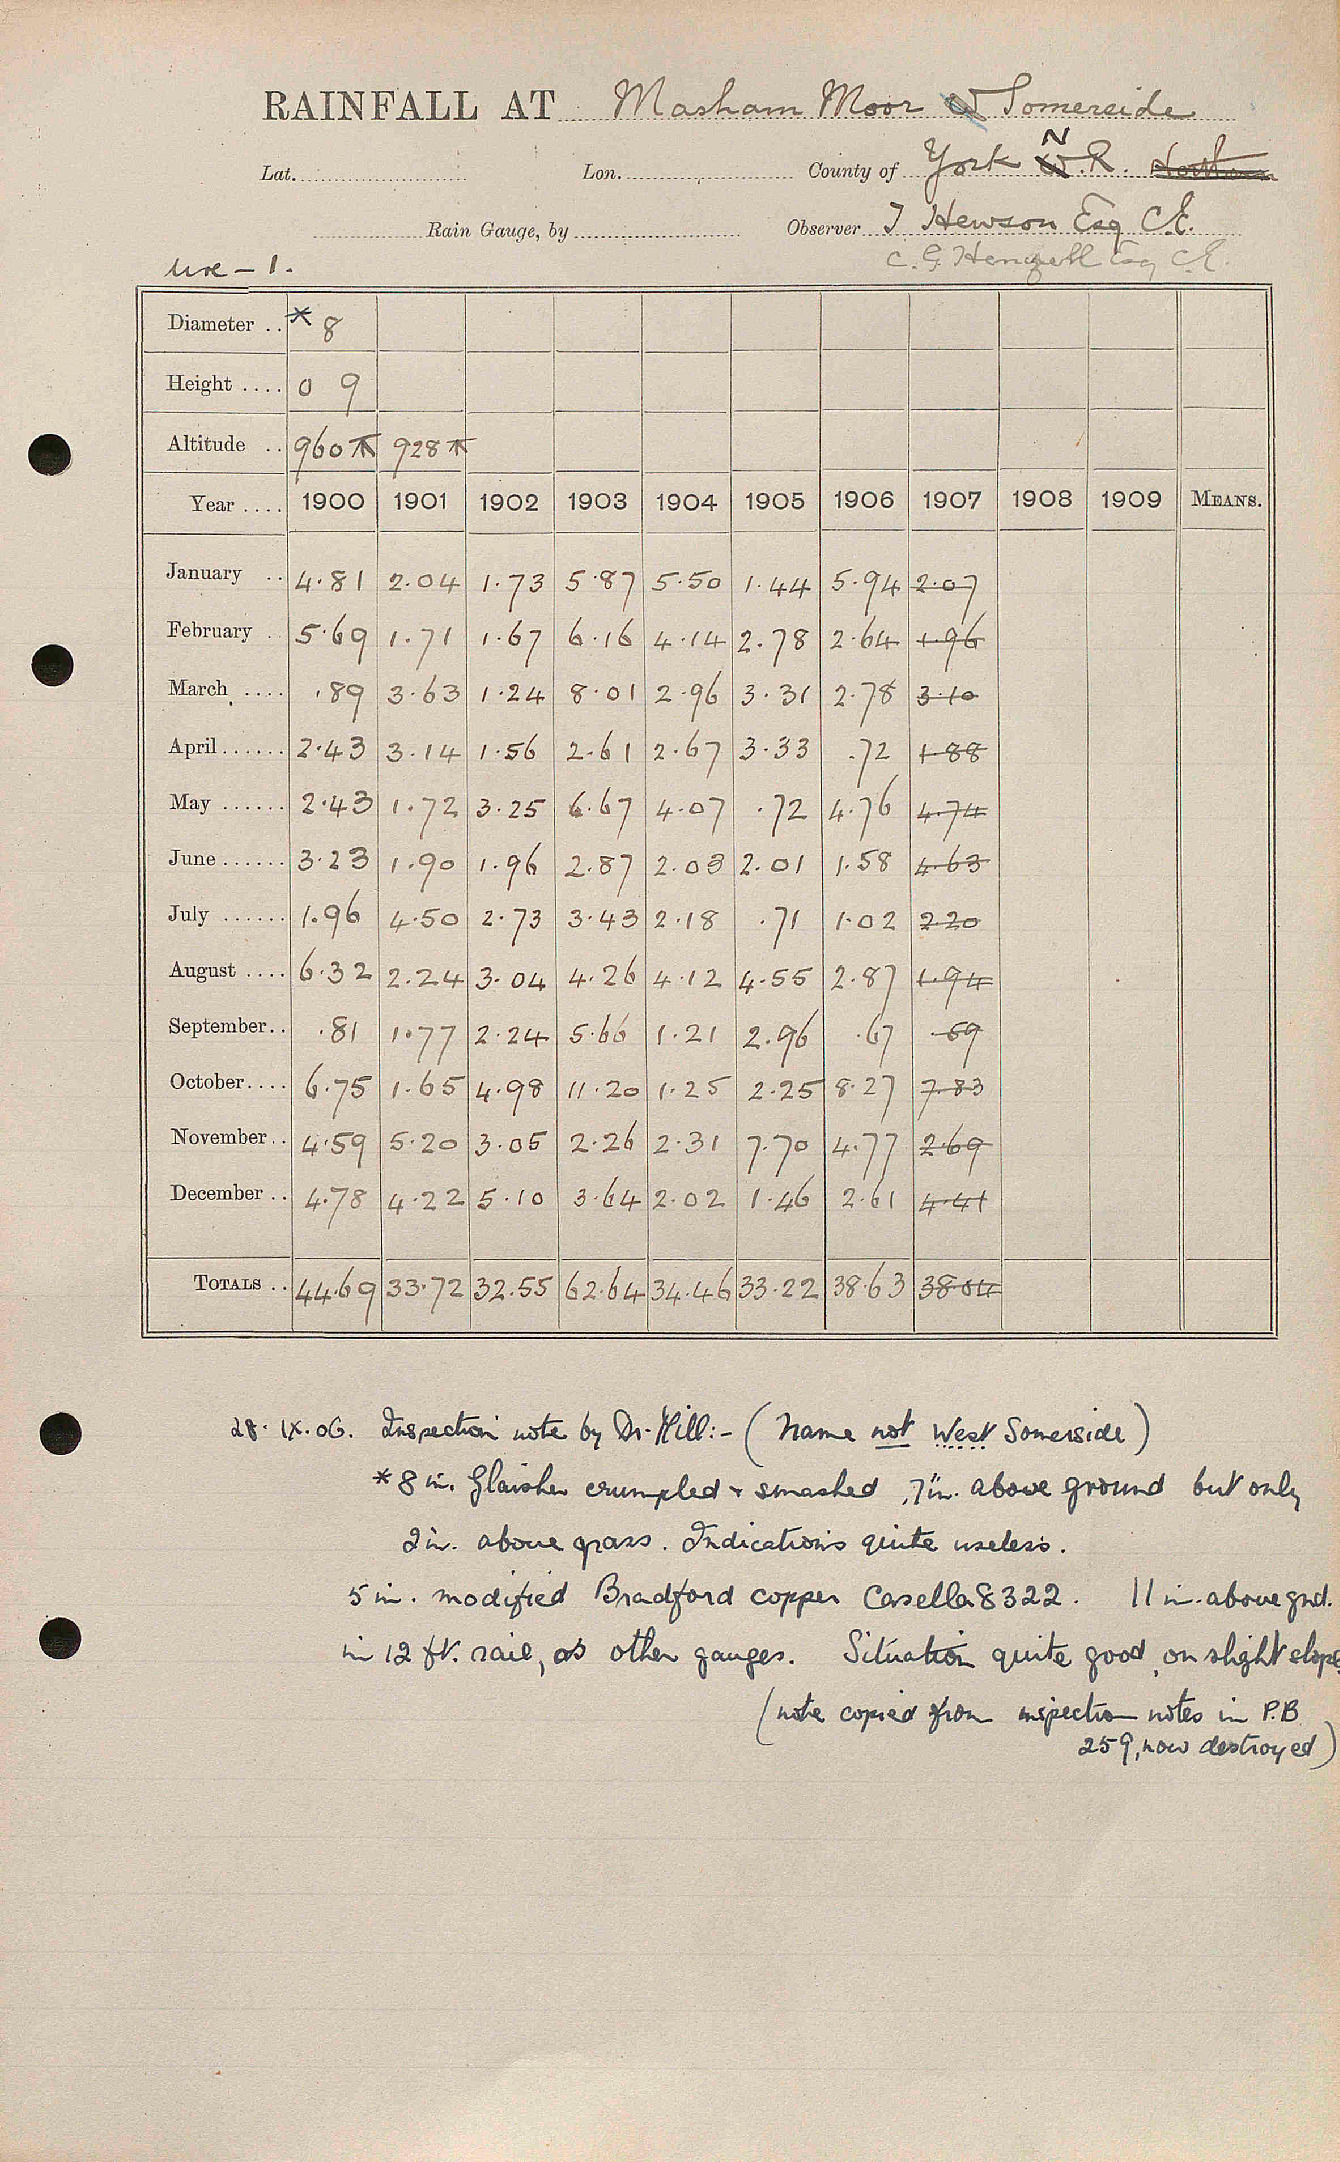 RAINFALL AT Masham Moor W Somerside
Lat. Lon. County of York W N.R.
Rain Gauge, by Observer T Hewson Esq C.E.
Ure - 1. C. G. Esq C.E.
Diameter .. * 8
Height .... 0 9
Altitude .. 960 928
Year .... 1900 1901 1902 1903 1904 1905 1906 1907 1908 1909 MEANS.
January .. 4.81 2.04 1.73 5.87 5.50 1.44 5.94 2.07
February .. 5.69 1.71 1.67 6.16 4.14 2.78 2.64 1.96
March .... .89 3.63 1.24 8.01 2.96 3.31 2.78 3.10
April ...... 2.43 3.14 1.56 2.61 2.67 3.33 .72 1.88
May ...... 2.43 1.72 3.25 6.67 4.07 .72 4.76 4.74
June ...... 3.23 1.90 1.96 2.87 2.03 2.01 1.58 4.63
July ...... 1.96 4.50 2.73 3.43 2.18 .71 1.02 2.20
August .... 6.32 2.24 3.04 4.26 4.12 4.55 2.87 1.94
September .. .81 1.77 2.24 5.66 1.21 2.96 .67 .59
October .... 6.75 1.65 4.98 11.20 1.25 2.25 8.27 7.83
November .. 4.59 5.20 3.05 2.26 2.31 7.70 4.77 2.69
December .. 4.78 4.22 5.10 3.64 2.02 1.46 2.61 4.41
TOTALS .. 44.69 33.72 32.55 62.64 34.46 33.22 38.63 38.04
28.IX.06. Inspection note by Dr. Mill:- (Name not West Somerside)
* 8 in. Glaisher crumpled + smashed, 7 in. above ground but only
2 in. above grass. Indications quite useless.
5 in. modified Bradford copper Casella 8322. 11 in. above gnd.
in 12 ft. rail, as other gauges. Situation quite good, on slight slope
(note copied from inspection notes in P.B
259, now destroyed)